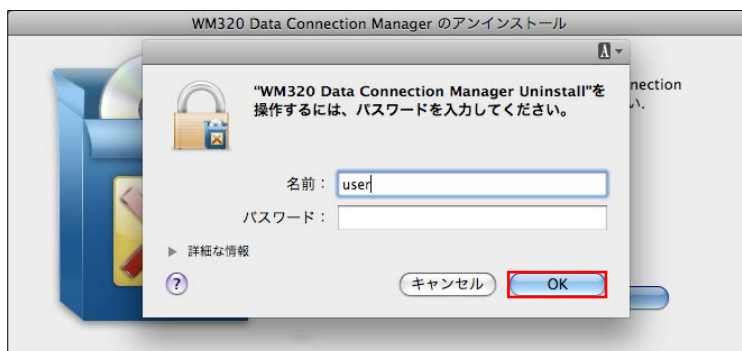 WM320 Data Connection Manager のアンインストール
A
nection
い.
"WM320 Data Connection Manager Uninstall"を
操作するには、パスワードを入力してください。
名前：
user
パスワード：
詳細な情報
?
キャンセル
OK